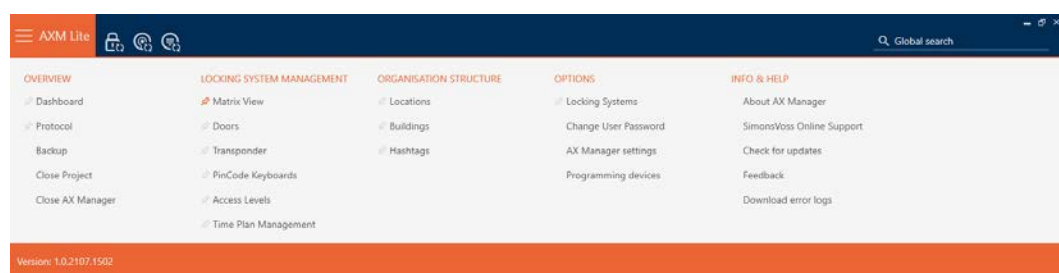 AXM Lite
Global search
OVERVIEW
Dashboard
Protocol
Backup
Close Project
Close AX Manager
LOCKING SYSTEM MANAGEMENT
Matrix View
Doors
Transponder
PinCode Keyboards
Access Levels
Time Plan Management
ORGANISATION STRUCTURE
Locations
Buildings
Hashtags
OPTIONS
Locking Systems
Change User Password
AX Manager settings
Programming devices
INFO & HELP
About AX Manager
SimonsVoss Online Support
Check for updates
Feedback
Download error logs
Version: 1.0.2107.1502